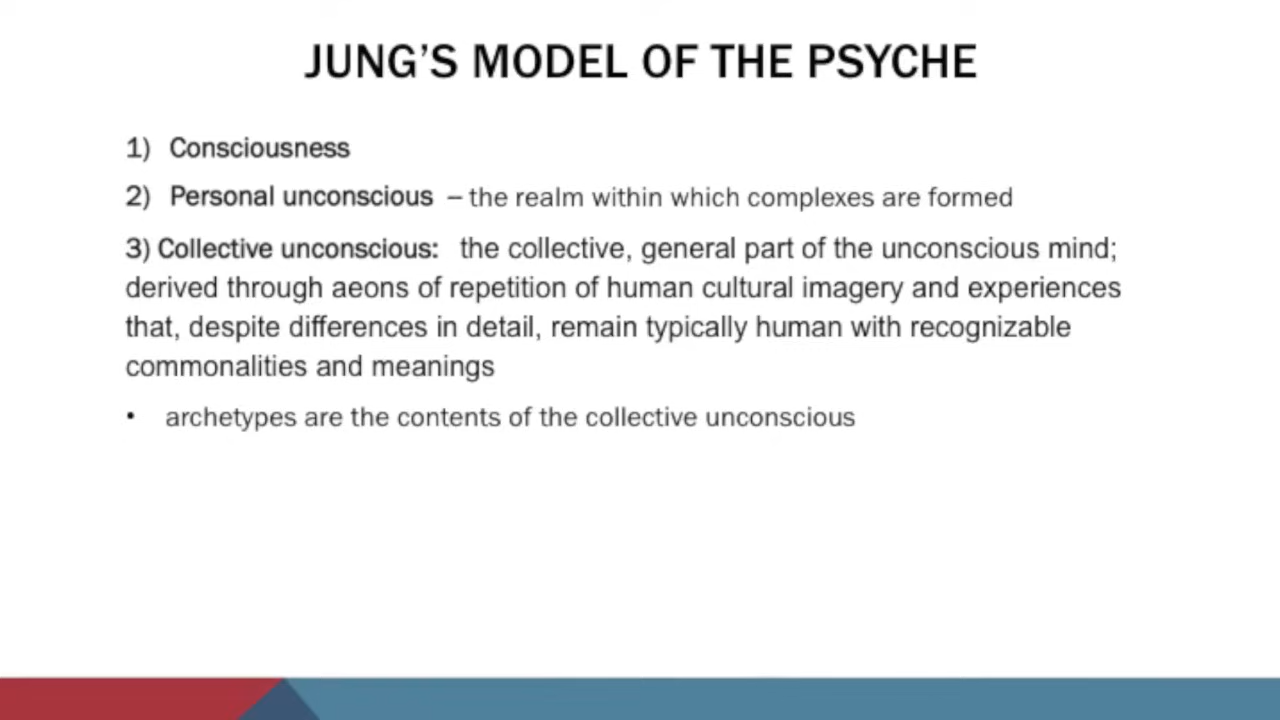 JUNG'S MODEL OF THE PSYCHE
1) Consciousness
2) Personal unconscious – the realm within which complexes are formed
3) Collective unconscious: the collective, general part of the unconscious mind;
derived through aeons of repetition of human cultural imagery and experiences
that, despite differences in detail, remain typically human with recognizable
commonalities and meanings
• archetypes are the contents of the collective unconscious